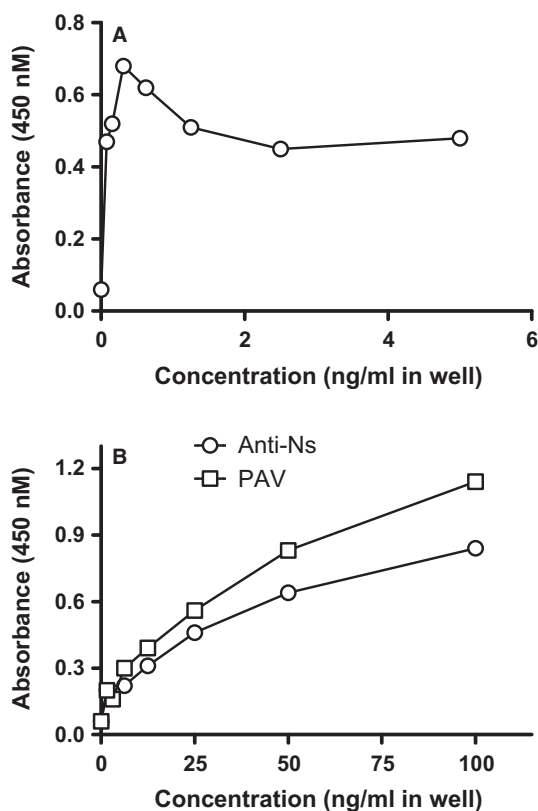 A
Absorbance (450 nM)
0.8
0.6
0.4
0.2
0.0
0 2 4 6
Concentration (ng/ml in well)
B
Anti-Ns
PAV
Absorbance (450 nM)
1.2
0.9
0.6
0.3
0.0
0 25 50 75 100
Concentration (ng/ml in well)